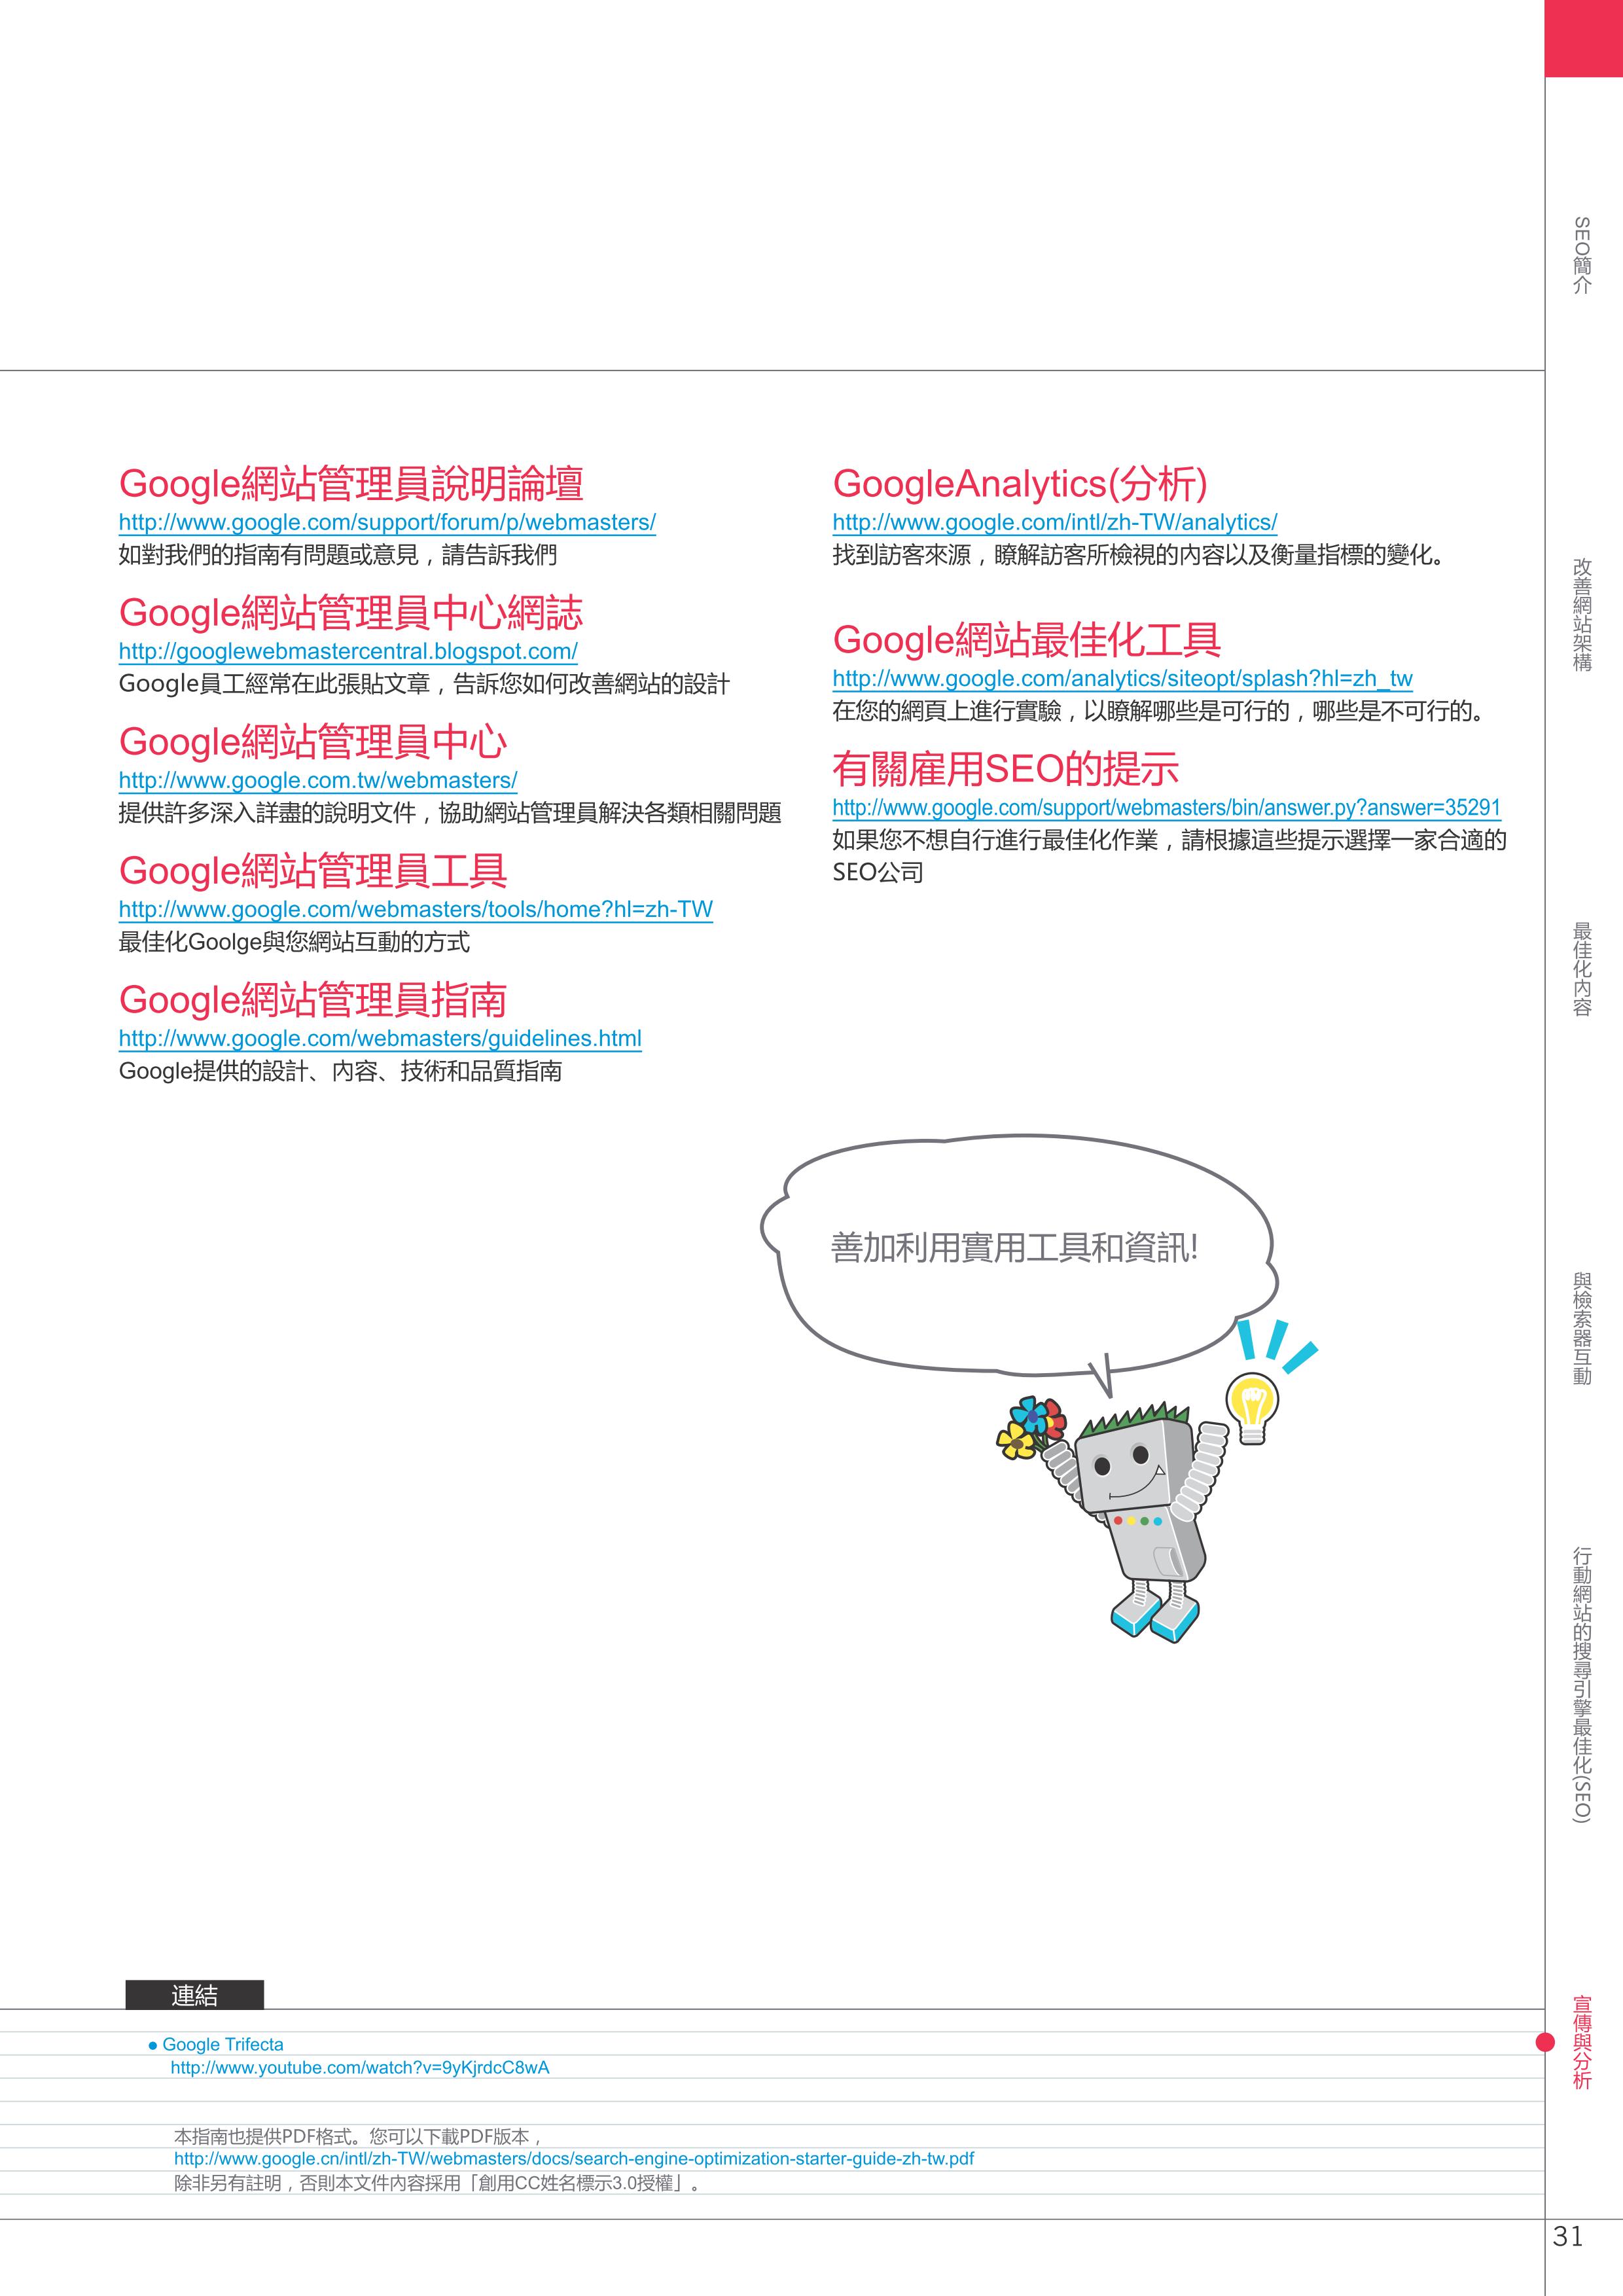 Google網站管理員說明論壇
http://www.google.com/support/forum/p/webmasters/
如對我們的指南有問題或意見，請告訴我們
Google網站管理員中心網誌
http://googlewebmastercentral.blogspot.com/
Google員工經常在此張貼文章，告訴您如何改善網站的設計
Google網站管理員中心
http://www.google.com.tw/webmasters/
提供許多深入詳盡的說明文件，協助網站管理員解決各類相關問題
Google網站管理員工具
http://www.google.com/webmasters/tools/home?hl=zh-TW
最佳化Goolge與您網站互動的方式
Google網站管理員指南
http://www.google.com/webmasters/guidelines.html
Google提供的設計、內容、技術和品質指南
GoogleAnalytics(分析)
http://www.google.com/intl/zh-TW/analytics/
找到訪客來源，瞭解訪客所檢視的內容以及衡量指標的變化。
Google網站最佳化工具
http://www.google.com/analytics/siteopt/splash?hl=zh_tw
在您的網頁上進行實驗，以瞭解哪些是可行的，哪些是不可行的。
有關雇用SEO的提示
http://www.google.com/support/webmasters/bin/answer.py?answer=35291
如果您不想自行進行最佳化作業，請根據這些提示選擇一家合適的
SEO公司
善加利用實用工具和資訊!
連結
● Google Trifecta
http://www.youtube.com/watch?v=9yKjrdcC8wA
本指南也提供PDF格式。您可以下載PDF版本，
http://www.google.cn/intl/zh-TW/webmasters/docs/search-engine-optimization-starter-guide-zh-tw.pdf
除非另有註明，否則本文件內容採用「創用CC姓名標示3.0授權」。
SEO簡介
改善網站架構
最佳化內容
與檢索器互動
行動網站的搜尋引擎最佳化(SEO)
宣傳與分析
31